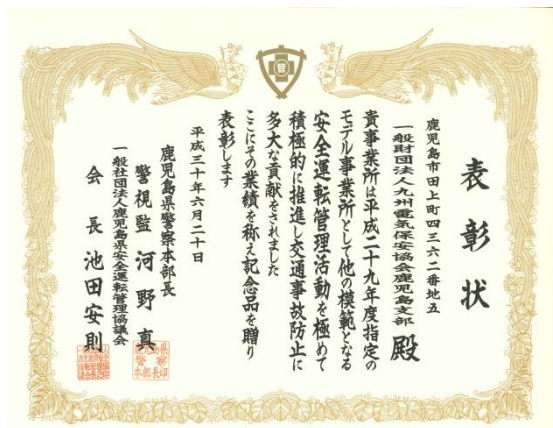 表彰状
鹿児島市田上町四三六二番地五
一般財団法人九州電気保安協会鹿児島支部
殿
貴事業所は平成二十九年度指定の
モデル事業所として他の模範となる
安全運転管理活動を極めて
積極的に推進し交通事故防止に
多大な貢献をされました
ここにその業績を称え記念品を贈り
表彰します
平成三十年六月二十日
鹿児島県警察本部長
警視監 河野真
一般社団法人鹿児島県安全運転管理協議会
会長 池田安則
管